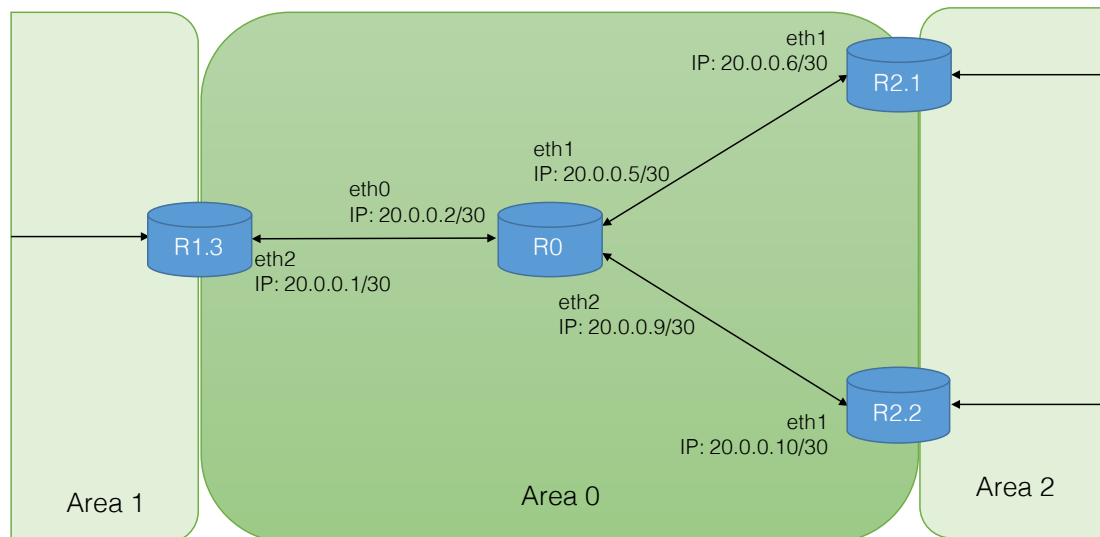 eth1
IP: 20.0.0.6/30
R2.1
eth1
IP: 20.0.0.5/30
eth0
IP: 20.0.0.2/30
R1.3
R0
eth2
IP: 20.0.0.1/30
eth2
IP: 20.0.0.9/30
R2.2
eth1
IP: 20.0.0.10/30
Area 1
Area 0
Area 2